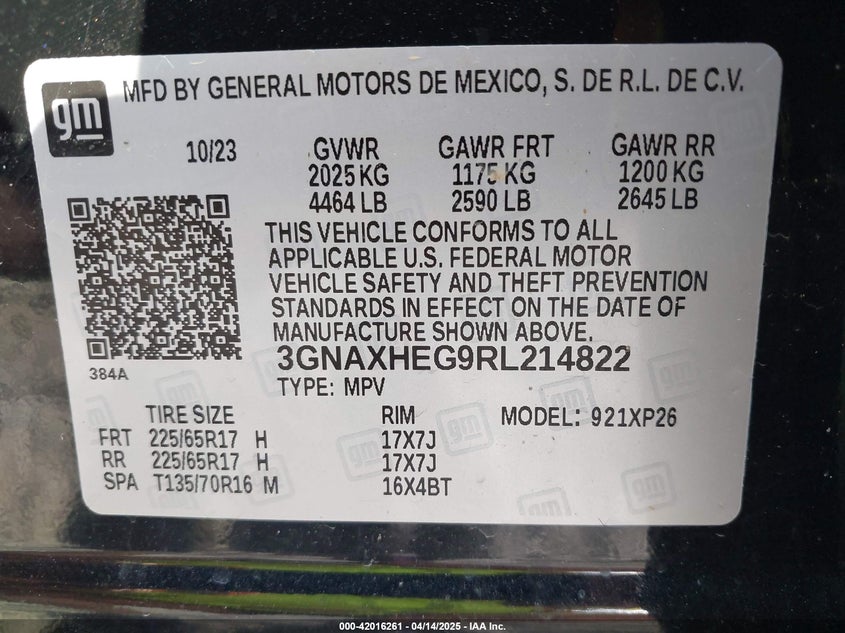 gm
MFD BY GENERAL MOTORS DE MEXICO, S. DE R.L. DE C.V.
10/23 GVWR GAWR FRT GAWR RR
2025 KG 1175 KG 1200 KG
4464 LB 2590 LB 2645 LB
THIS VEHICLE CONFORMS TO ALL
APPLICABLE U.S. FEDERAL MOTOR
VEHICLE SAFETY AND THEFT PREVENTION
STANDARDS IN EFFECT ON THE DATE OF
MANUFACTURE SHOWN ABOVE.
3GNAXHEG9RL214822
384A
TYPE: MPV
TIRE SIZE RIM MODEL: 921XP26
FRT 225/65R17 H 17X7J
RR 225/65R17 H 17X7J
SPA T135/70R16 M 16X4BT
000-42016261 - 04/14/2025 - IAA Inc.